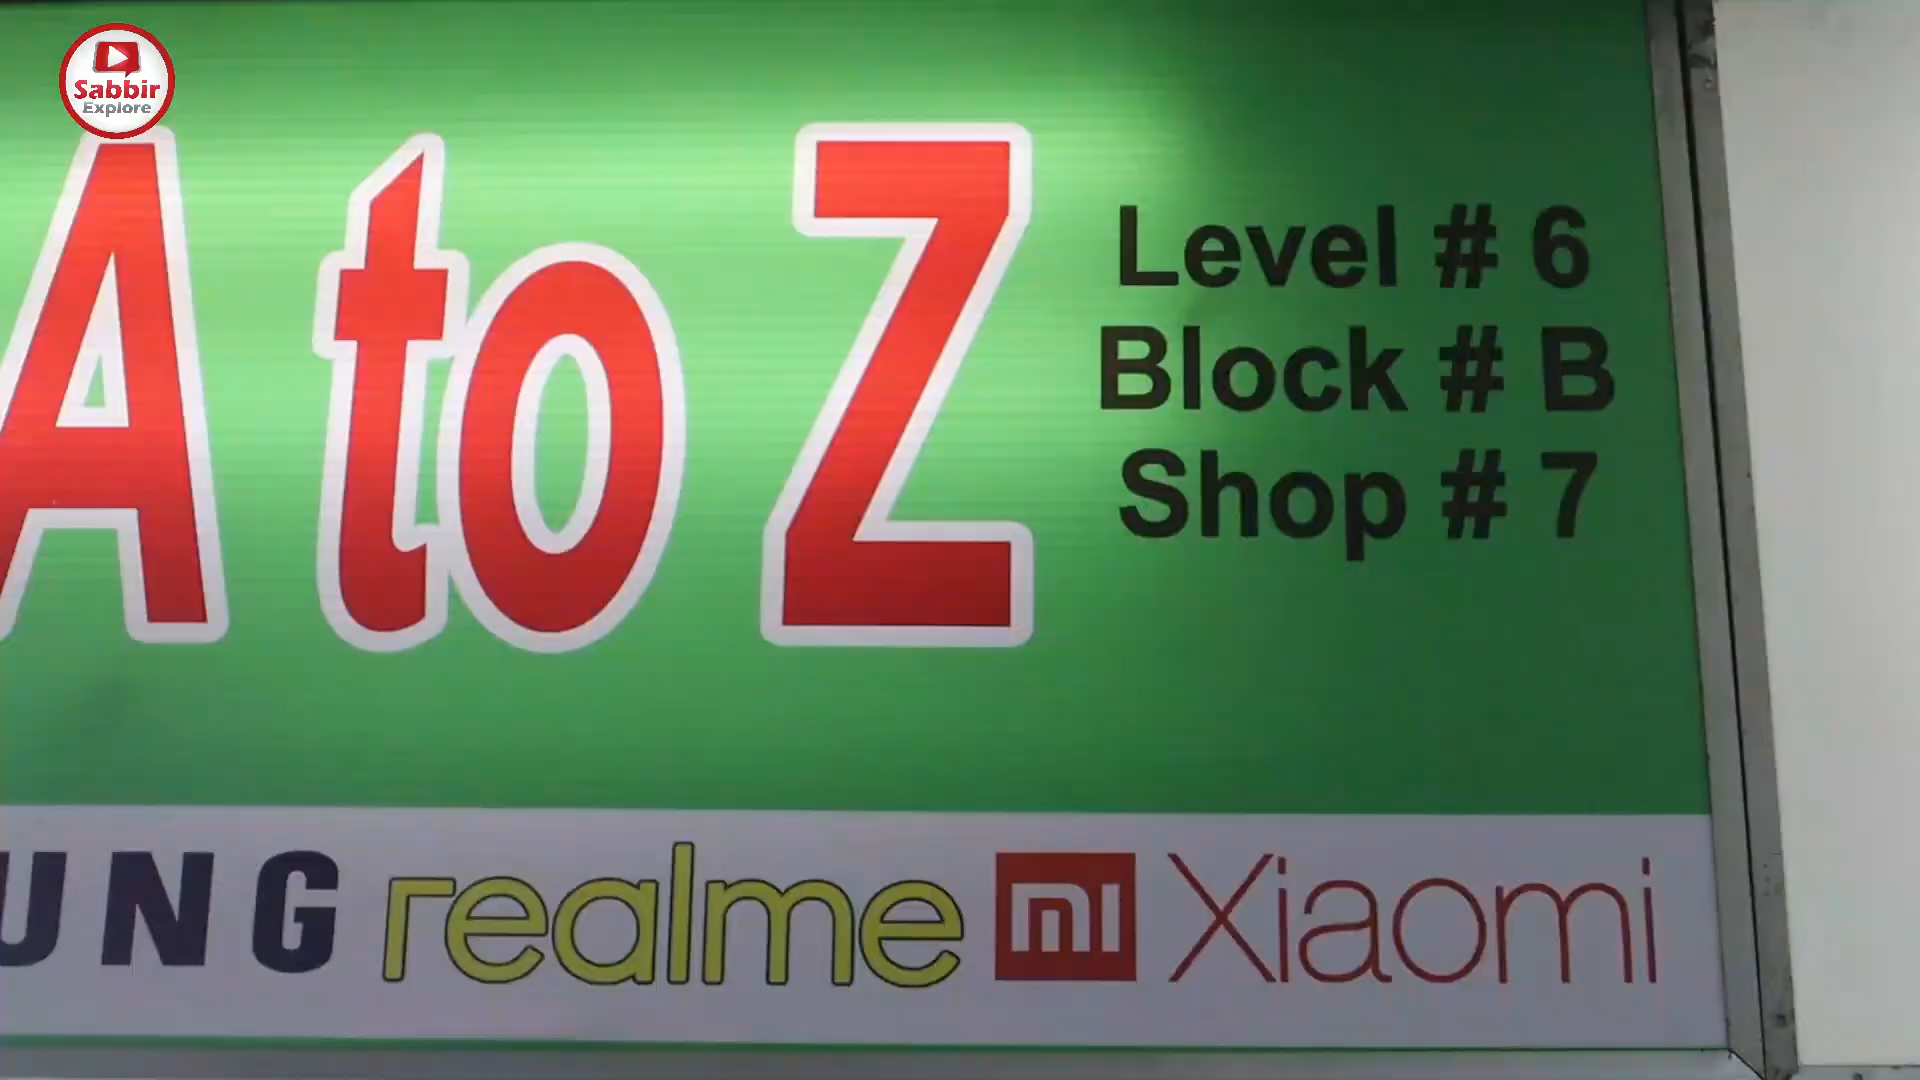 Sabbir
Explore
A to Z
Level # 6
Block # B
Shop # 7
UNG realme mi Xiaomi